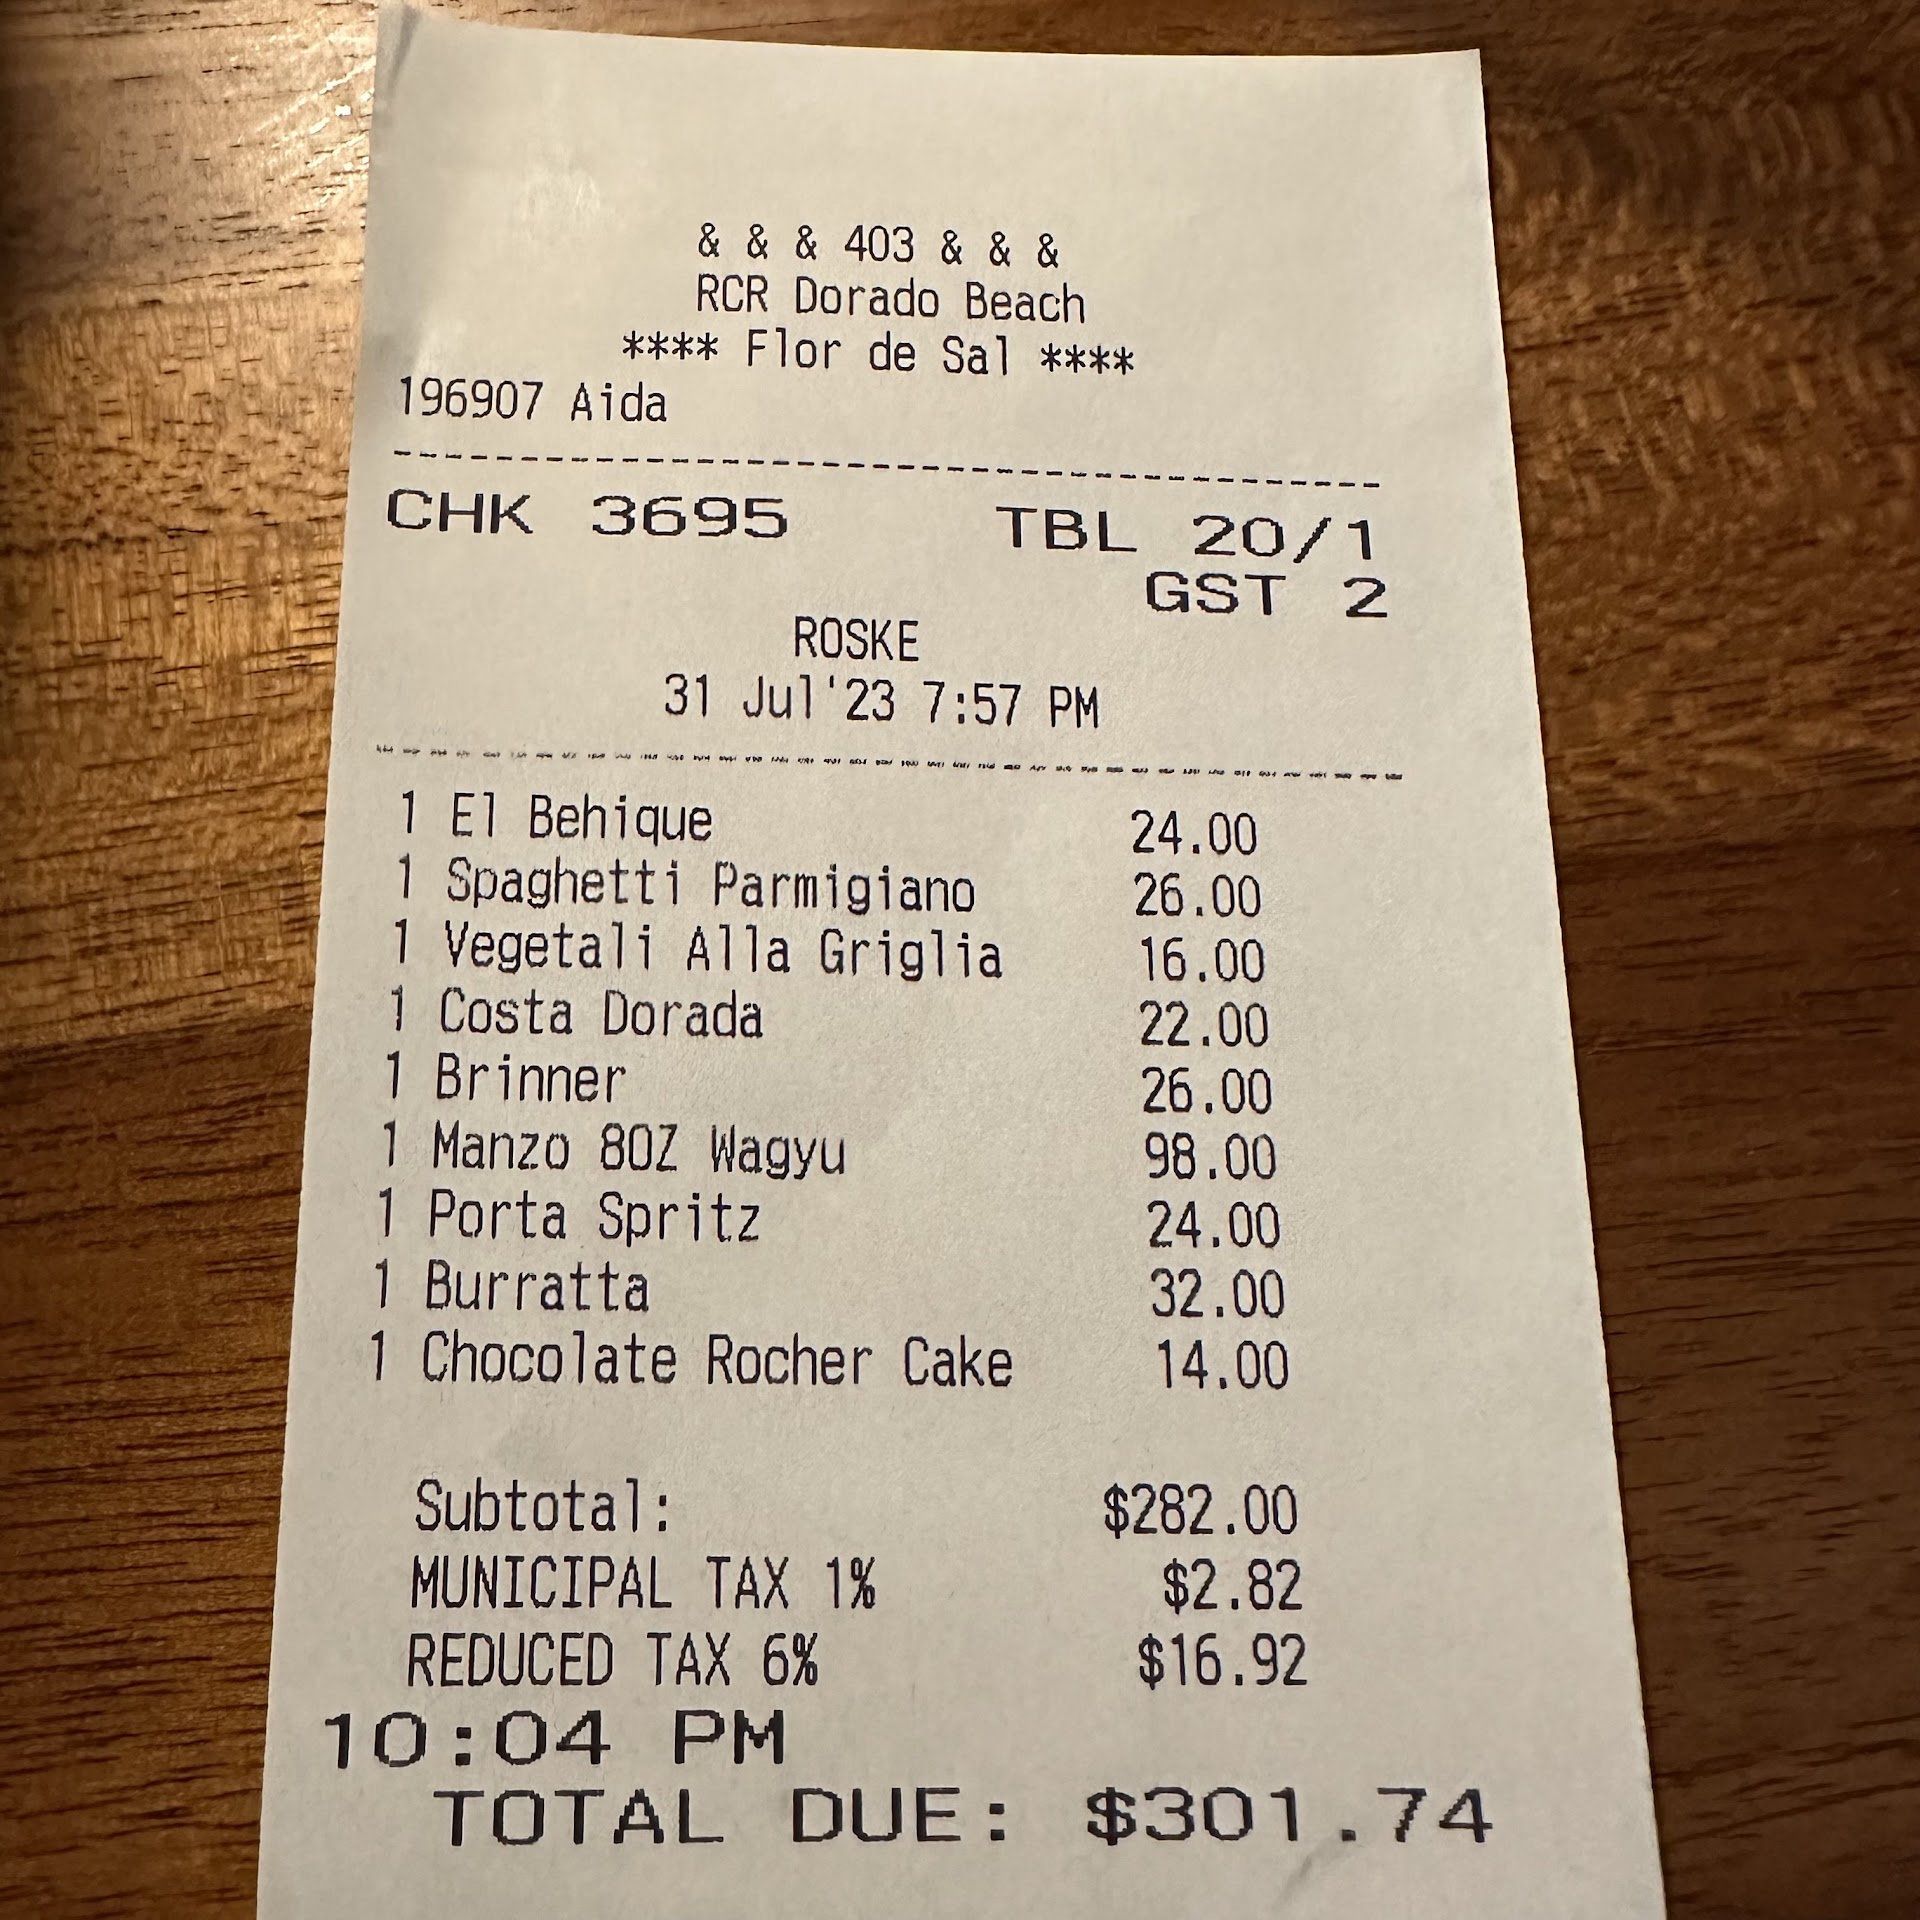 & & & 403 & & &
RCR Dorado Beach
**** Flor de Sal ****
196907 Aida
CHK 3695 TBL 20/1
GST 2
ROSKE
31 Jul'23 7:57 PM
1 El Behique 24.00
1 Spaghetti Parmigiano 26.00
1 Vegetali Alla Griglia 16.00
1 Costa Dorada 22.00
1 Brinner 26.00
1 Manzo 8OZ Wagyu 98.00
1 Porta Spritz 24.00
1 Burratta 32.00
1 Chocolate Rocher Cake 14.00
Subtotal: $282.00
MUNICIPAL TAX 1% $2.82
REDUCED TAX 6% $16.92
10:04 PM
TOTAL DUE: $301.74